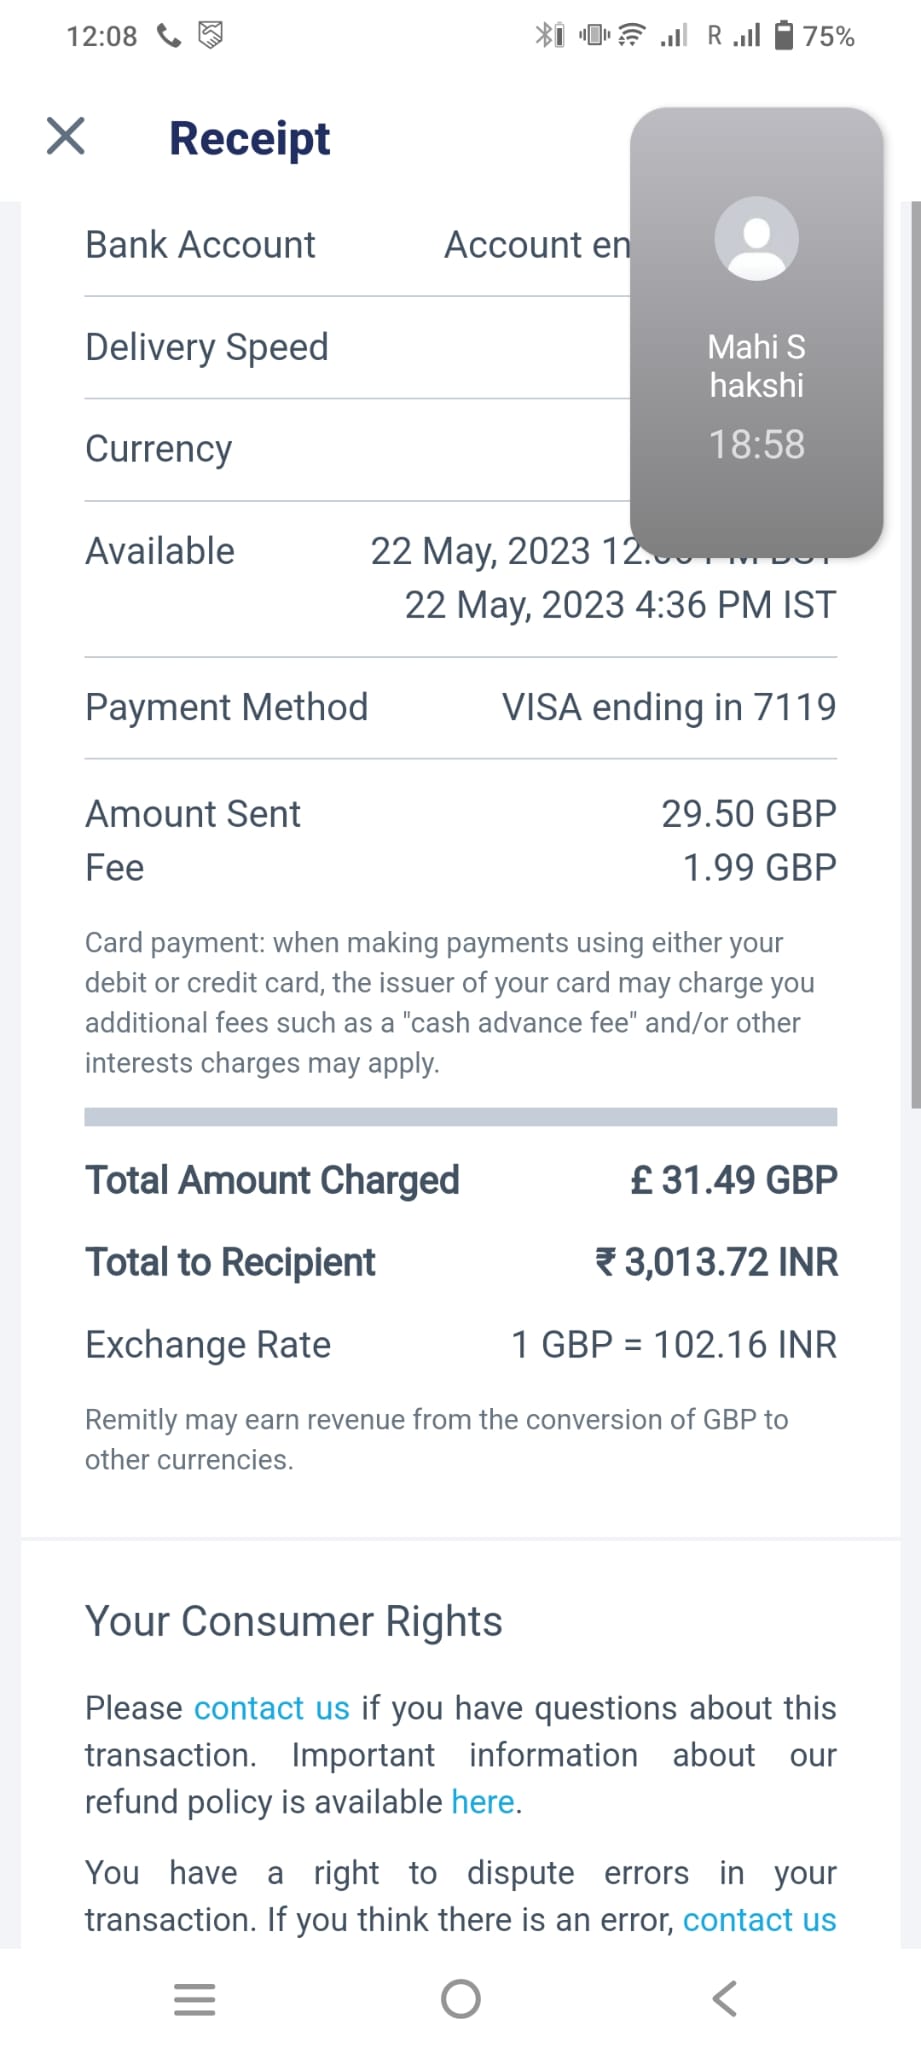 12:08
R
75%
Receipt
Bank Account
Account en
Mahi S
hakshi
18:58
Delivery Speed
Currency
Available
22 May, 2023
22 May, 2023 4:36 PM IST
Payment Method
VISA ending in 7119
Amount Sent
29.50 GBP
Fee
1.99 GBP
Card payment: when making payments using either your
debit or credit card, the issuer of your card may charge you
additional fees such as a "cash advance fee" and/or other
interests charges may apply.
Total Amount Charged
£ 31.49 GBP
Total to Recipient
₹ 3,013.72 INR
Exchange Rate
1 GBP = 102.16 INR
Remitly may earn revenue from the conversion of GBP to
other currencies.
Your Consumer Rights
Please contact us if you have questions about this
transaction. Important information about our
refund policy is available here.
You have a right to dispute errors in your
transaction. If you think there is an error, contact us